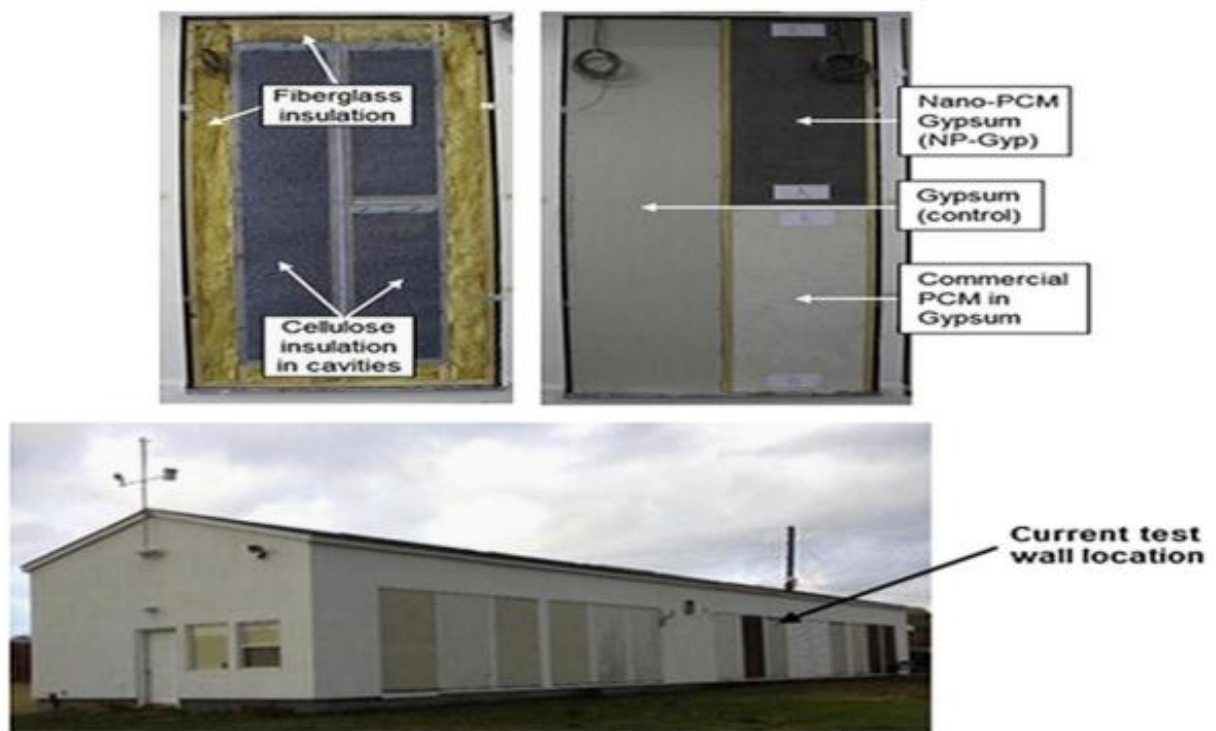 Fiberglass
insulation
Cellulose
insulation
in cavities
Nano-PCM
Gypsum
(NP-Gyp)
Gypsum
(control)
Commercial
PCM in
Gypsum
Current test
wall location